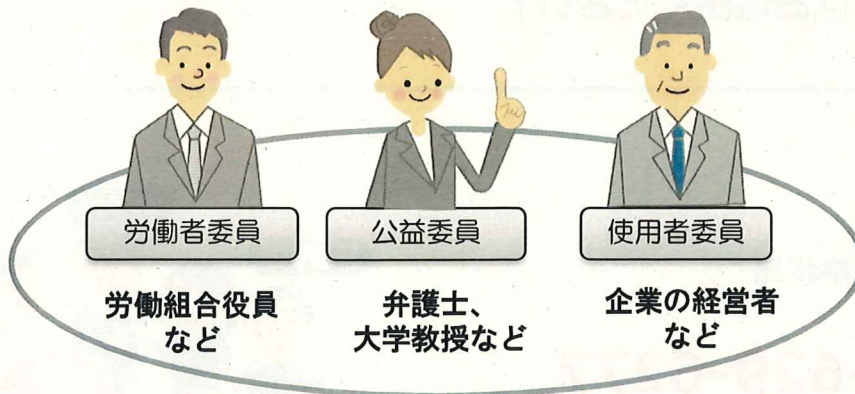 労働者委員
公益委員
使用者委員
労働組合役員
など
弁護士、
大学教授など
企業の経営者
など